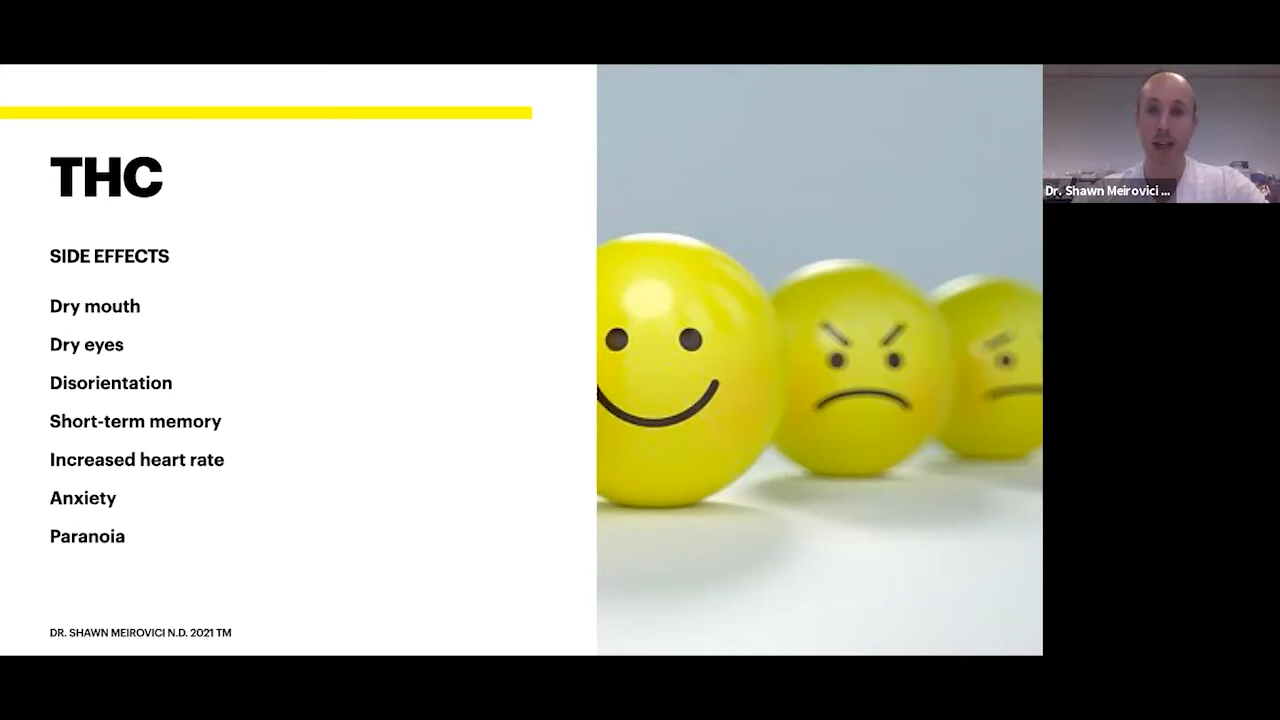 THC
SIDE EFFECTS
Dry mouth
Dry eyes
Disorientation
Short-term memory
Increased heart rate
Anxiety
Paranoia
DR. SHAWN MEIROVICI N.D. 2021 TM
Dr. Shawn Meirovici ...